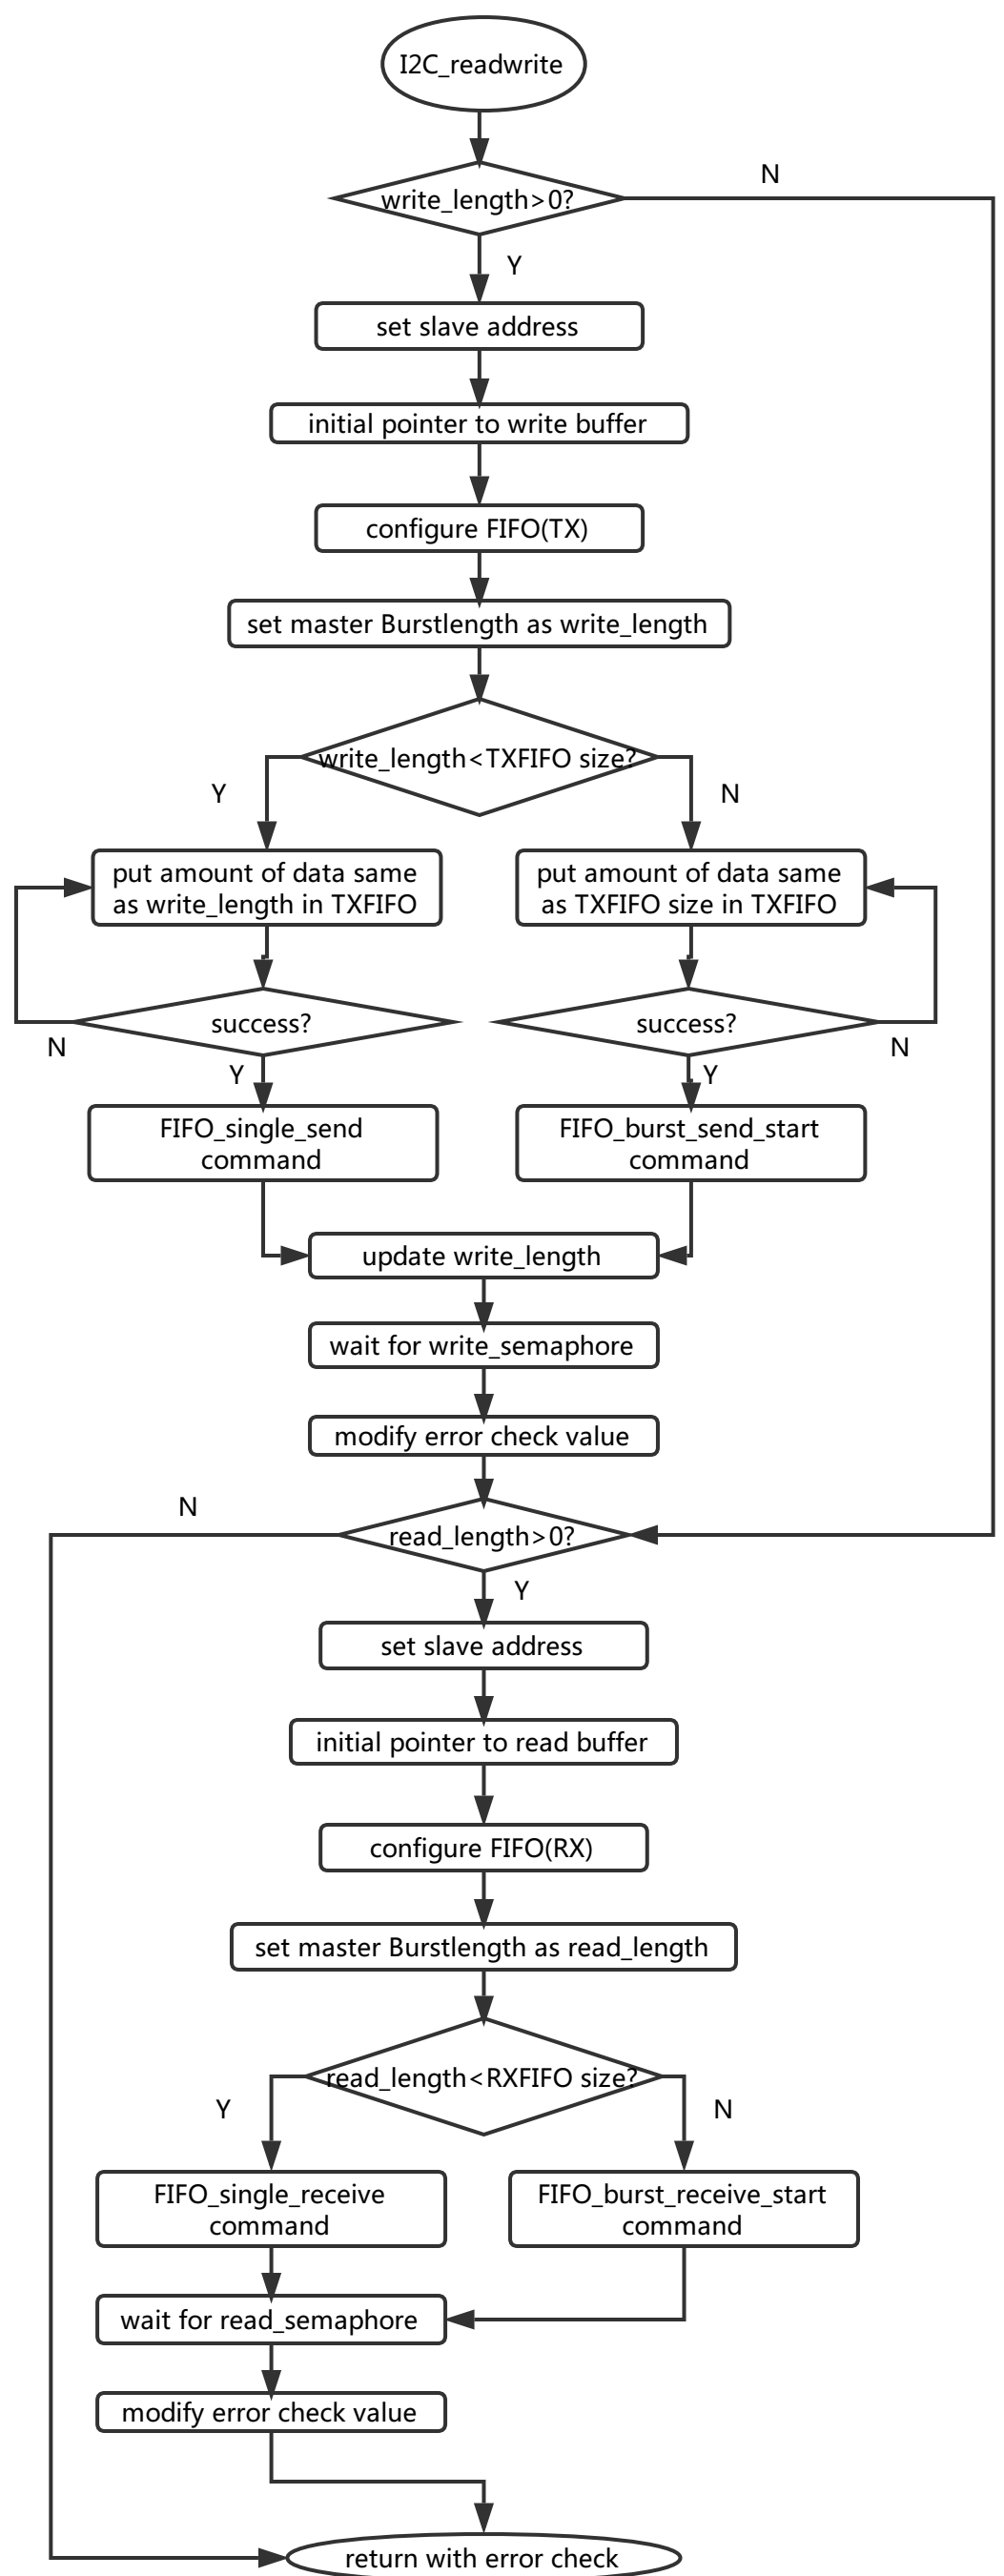 I2C_readwrite
N
write_length>0?
Y
set slave address
initial pointer to write buffer
configure FIFO(TX)
set master Burstlength as write_length
write_length<TXFIFO size?
Y
N
put amount of data same
as write_length in TXFIFO
put amount of data same
as TXFIFO size in TXFIFO
success?
success?
N
Y
Y
N
FIFO_single_send
command
FIFO_burst_send_start
command
update write_length
wait for write_semaphore
modify error check value
N
read_length>0?
Y
set slave address
initial pointer to read buffer
configure FIFO(RX)
set master Burstlength as read_length
read_length<RXFIFO size?
Y
N
FIFO_single_receive
command
FIFO_burst_receive_start
command
wait for read_semaphore
modify error check value
return with error check